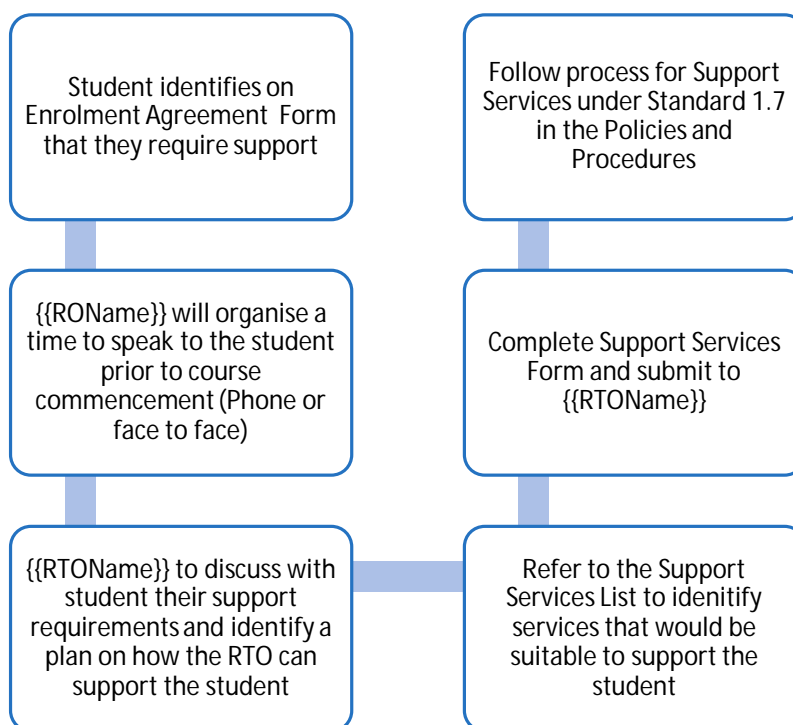 Student identifies on
Enrolment Agreement Form
that they require support
{{ROName}} will organise a
time to speak to the student
prior to course
commencement (Phone or
face to face)
{{RTOName}} to discuss with
student their support
requirements and identify a
plan on how the RTO can
support the student
Refer to the Support
Services List to idenitify
services that would be
suitable to support the
student
Complete Support Services
Form and submit to
{{RTOName}}
Follow process for Support
Services under Standard 1.7
in the Policies and
Procedures